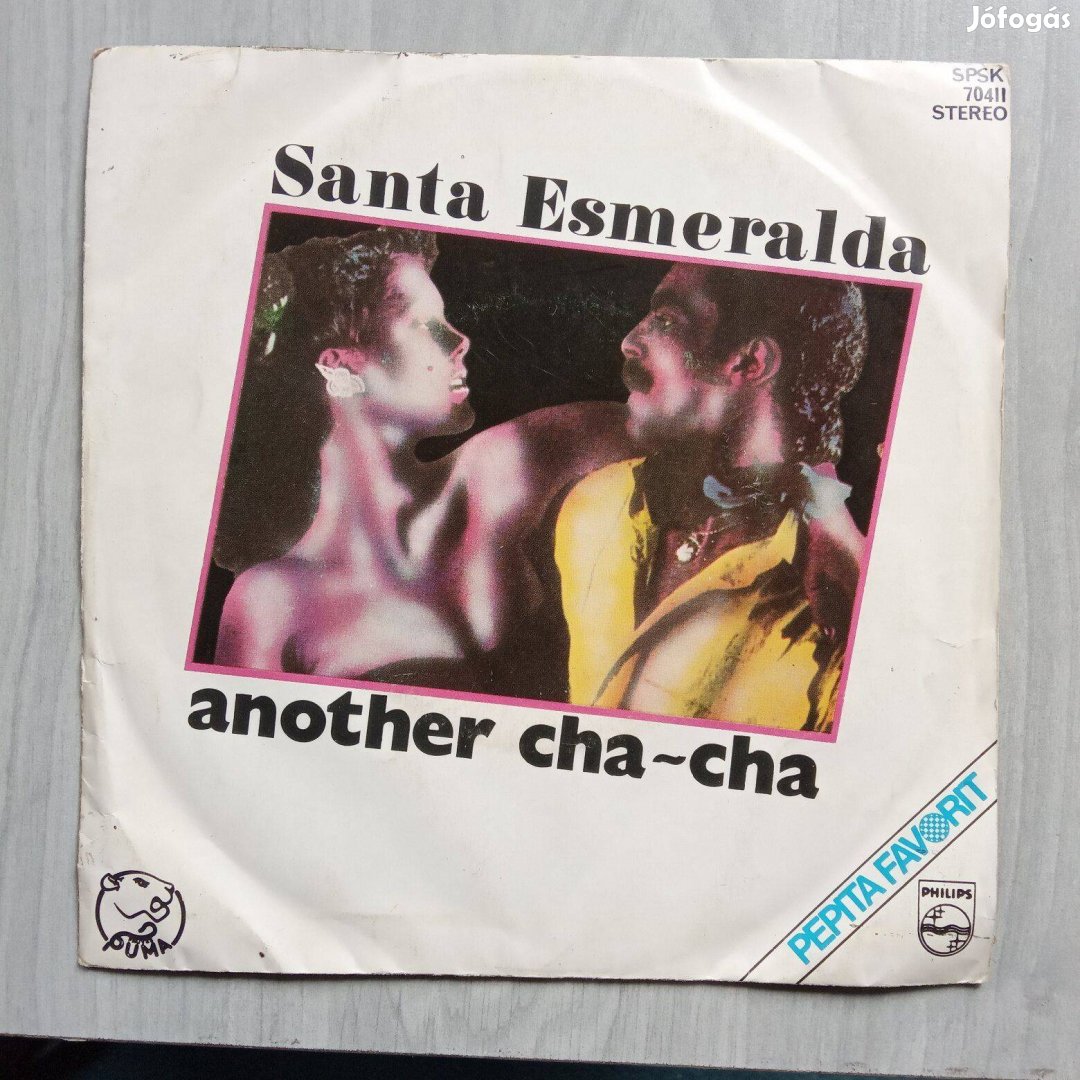 Jófogás
SPSK
70411
STEREO
Santa Esmeralda
another cha~cha
PEPITA FAVORIT
PUMA
PHILIPS